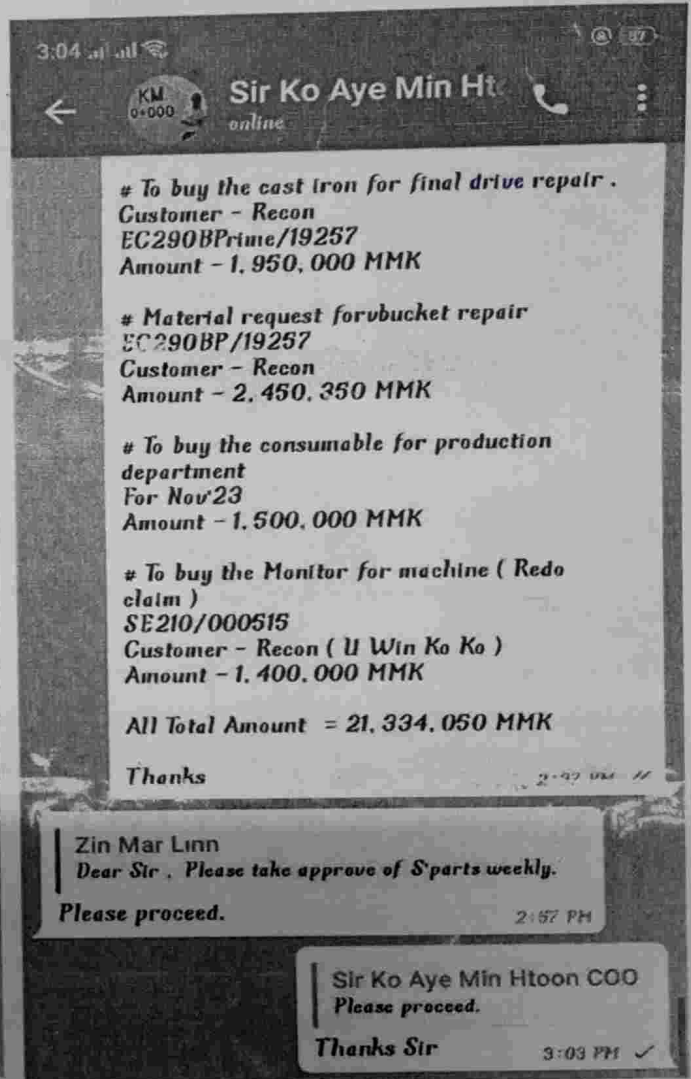 3:04
87
KM
0+000
Sir Ko Aye Min Ht
online
# To buy the cast iron for final drive repair .
Customer - Recon
EC290BPrime/19257
Amount - 1, 950, 000 MMK
# Material request forvbucket repair
EC290BP/19257
Customer - Recon
Amount - 2, 450, 350 MMK
# To buy the consumable for production
department
For Nov'23
Amount - 1, 500, 000 MMK
# To buy the Monitor for machine ( Redo
claim )
SE210/000515
Customer - Recon ( U Win Ko Ko )
Amount - 1, 400, 000 MMK
All Total Amount = 21, 334, 050 MMK
Thanks
Zin Mar Linn
Dear Sir , Please take approve of S'parts weekly.
Please proceed.
2:57 PM
Sir Ko Aye Min Htoon COO
Please proceed.
Thanks Sir
3:03 PM